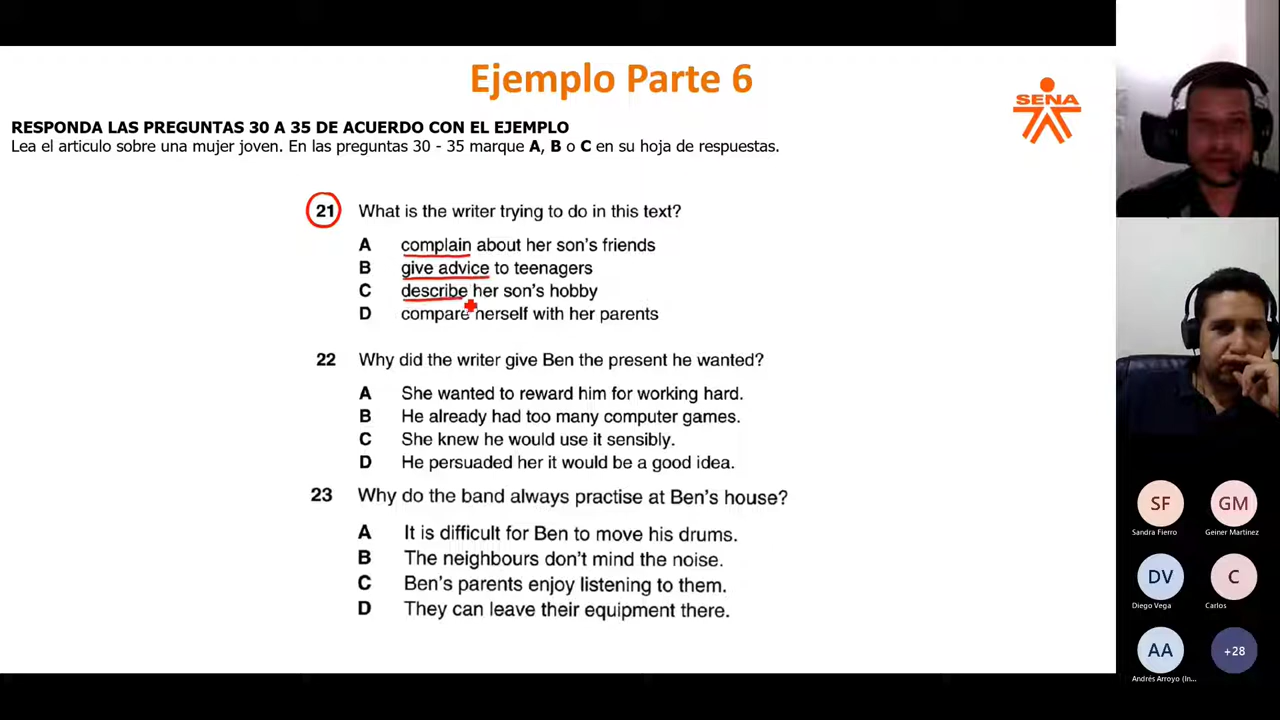 Ejemplo Parte 6
SENA
RESPONDA LAS PREGUNTAS 30 A 35 DE ACUERDO CON EL EJEMPLO
Lea el articulo sobre una mujer joven. En las preguntas 30 - 35 marque A, B o C en su hoja de respuestas.
21 What is the writer trying to do in this text?
A complain about her son's friends
B give advice to teenagers
C describe her son's hobby
D compare herself with her parents
22 Why did the writer give Ben the present he wanted?
A She wanted to reward him for working hard.
B He already had too many computer games.
C She knew he would use it sensibly.
D He persuaded her it would be a good idea.
23 Why do the band always practise at Ben's house?
A It is difficult for Ben to move his drums.
B The neighbours don't mind the noise.
C Ben's parents enjoy listening to them.
D They can leave their equipment there.
SF GM
Sandra Fierro Geiner Martinez
DV C
Diego Vega Carlos
AA +28
Andrés Arroyo (In...